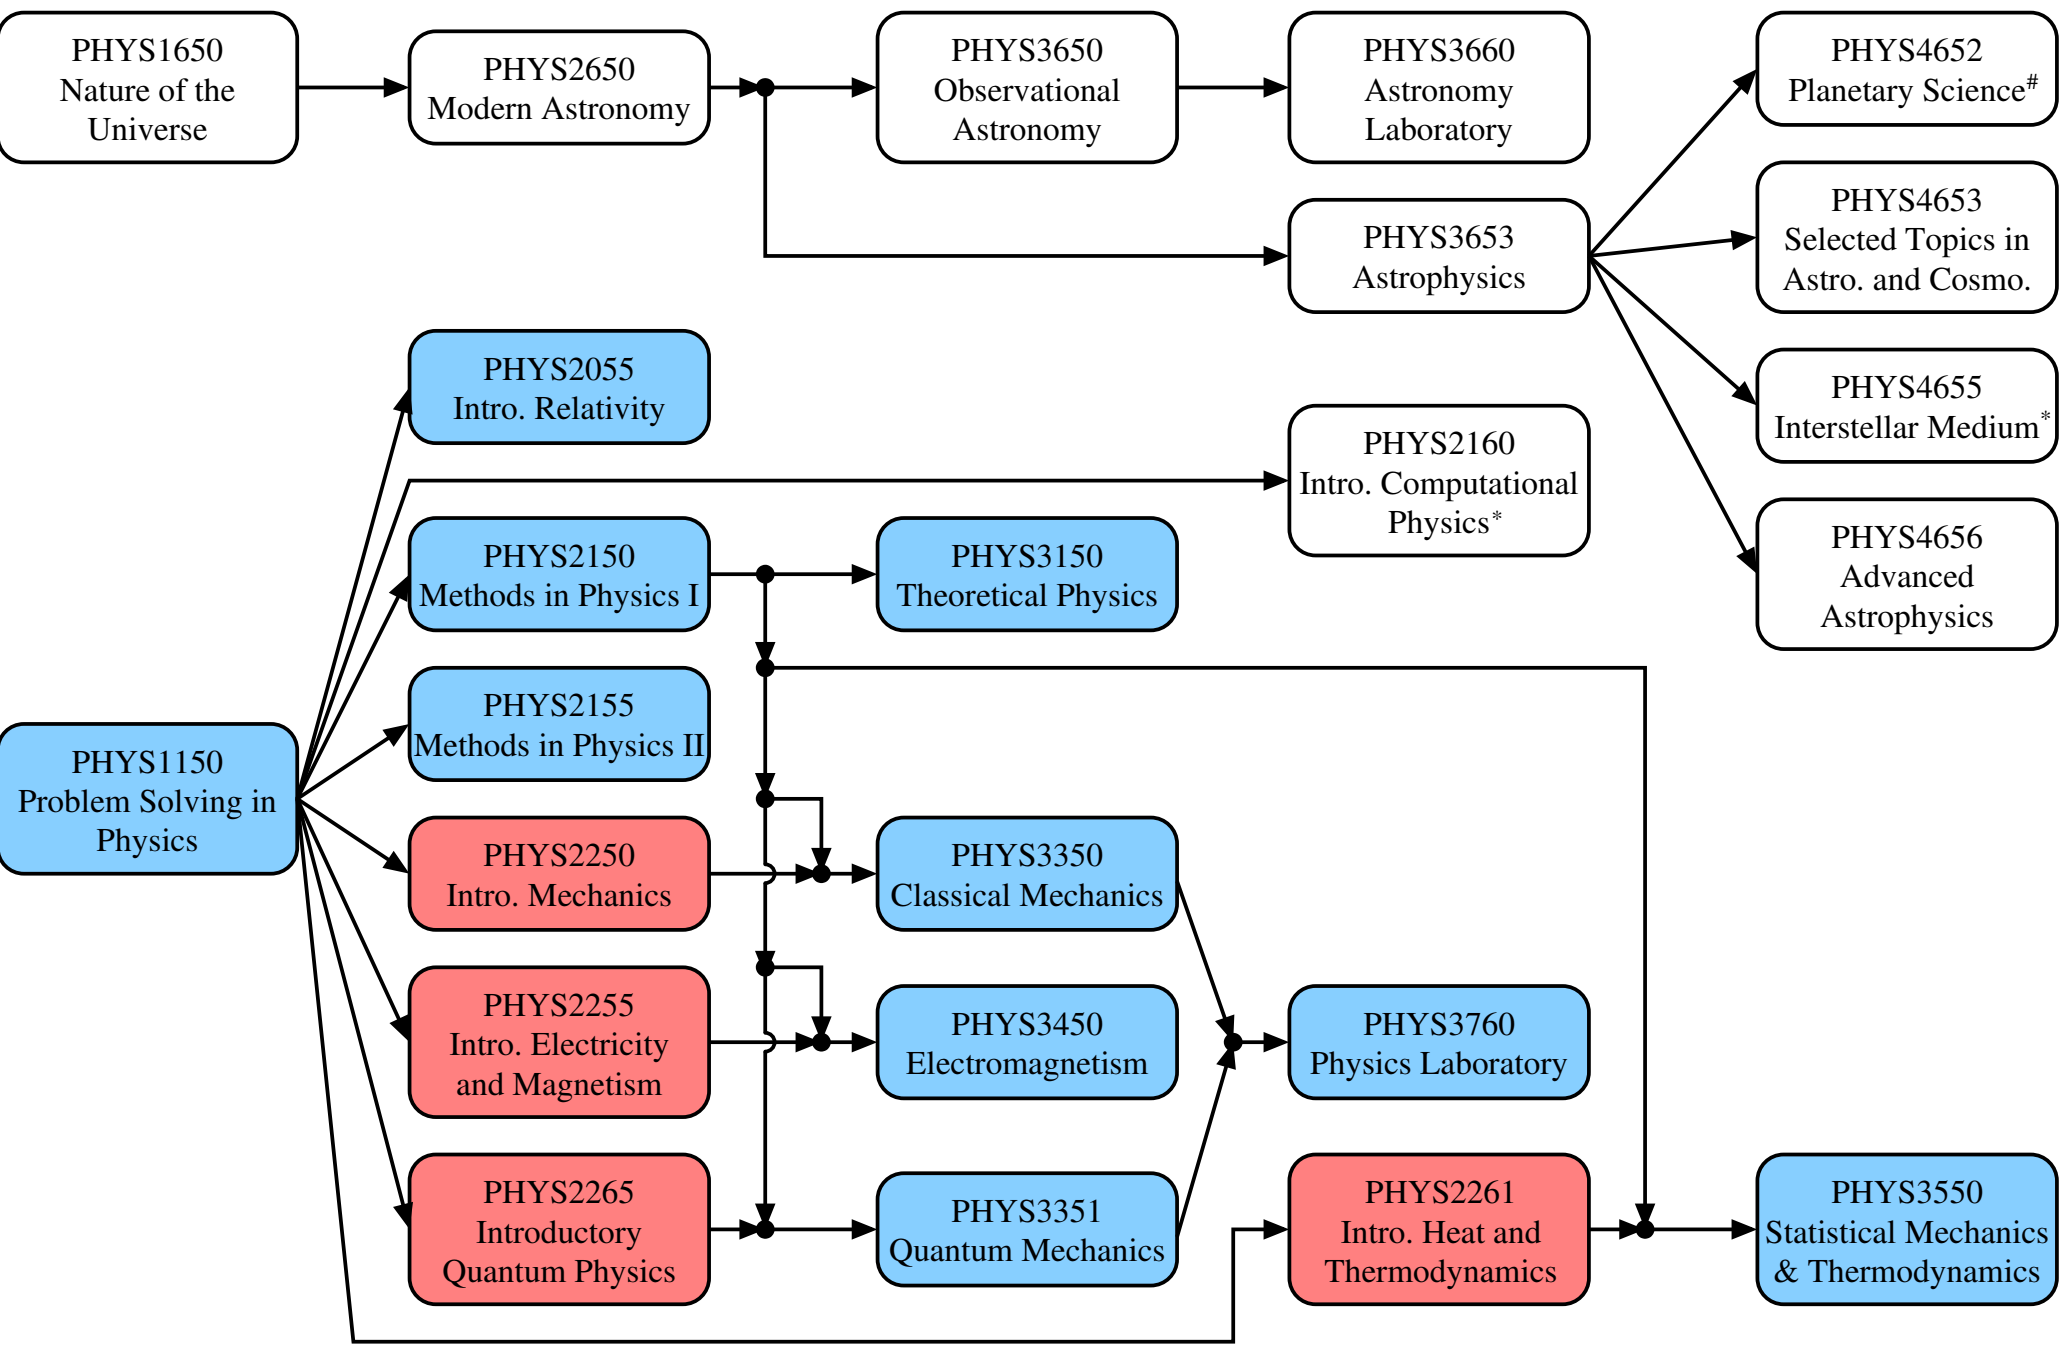 PHYS1650
Nature of the
Universe
PHYS2650
Modern Astronomy
PHYS3650
Observational
Astronomy
PHYS3660
Astronomy
Laboratory
PHYS4652
Planetary Science#
PHYS3653
Astrophysics
PHYS4653
Selected Topics in
Astro. and Cosmo.
PHYS2055
Intro. Relativity
PHYS4655
Interstellar Medium*
PHYS2160
Intro. Computational
Physics*
PHYS2150
Methods in Physics I
PHYS3150
Theoretical Physics
PHYS4656
Advanced
Astrophysics
PHYS2155
Methods in Physics II
PHYS1150
Problem Solving in
Physics
PHYS2250
Intro. Mechanics
PHYS3350
Classical Mechanics
PHYS2255
Intro. Electricity
and Magnetism
PHYS3450
Electromagnetism
PHYS3760
Physics Laboratory
PHYS2265
Introductory
Quantum Physics
PHYS3351
Quantum Mechanics
PHYS2261
Intro. Heat and
Thermodynamics
PHYS3550
Statistical Mechanics
& Thermodynamics